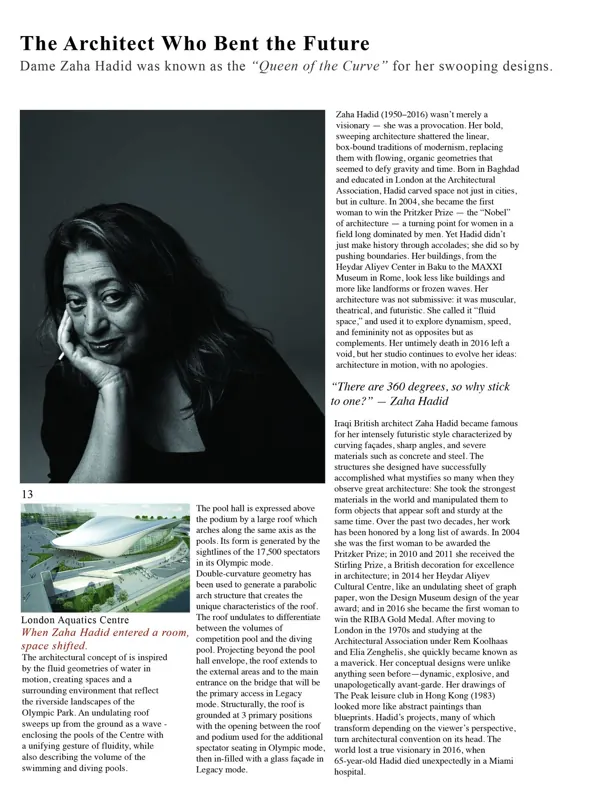 The Architect Who Bent the Future
Dame Zaha Hadid was known as the “Queen of the Curve” for her swooping designs.
Zaha Hadid (1950–2016) wasn’t merely a
visionary — she was a provocation. Her bold,
sweeping architecture shattered the linear,
box-bound traditions of modernism, replacing
them with flowing, organic geometries that
seemed to defy gravity and time. Born in Baghdad
and educated in London at the Architectural
Association, Hadid carved space not just in cities,
but in culture. In 2004, she became the first
woman to win the Pritzker Prize — the “Nobel”
of architecture — a turning point for women in a
field long dominated by men. Yet Hadid didn’t
just make history through accolades; she did so by
pushing boundaries. Her buildings, from the
Heydar Aliyev Center in Baku to the MAXXI
Museum in Rome, look less like buildings and
more like landforms or frozen waves. Her
architecture was not submissive: it was muscular,
theatrical, and futuristic. She called it “fluid
space,” and used it to explore dynamism, speed,
and femininity not as opposites but as
complements. Her untimely death in 2016 left a
void, but her studio continues to evolve her ideas:
architecture in motion, with no apologies.
“There are 360 degrees, so why stick
to one?” — Zaha Hadid
Iraqi British architect Zaha Hadid became famous
for her intensely futuristic style characterized by
curving façades, sharp angles, and severe
materials such as concrete and steel. The
structures she designed have successfully
accomplished what mystifies so many when they
observe great architecture: She took the strongest
materials in the world and manipulated them to
form objects that appear soft and sturdy at the
same time. Over the past two decades, her work
has been honored by a long list of awards. In 2004
she was the first woman to be awarded the
Pritzker Prize; in 2010 and 2011 she received the
Stirling Prize, a British decoration for excellence
in architecture; in 2014 her Heydar Aliyev
Cultural Centre, like an undulating sheet of graph
paper, won the Design Museum design of the year
award; and in 2016 she became the first woman to
win the RIBA Gold Medal. After moving to
London in the 1970s and studying at the
Architectural Association under Rem Koolhaas
and Elia Zenghelis, she quickly became known as
a maverick. Her conceptual designs were unlike
anything seen before—dynamic, explosive, and
unapologetically avant-garde. Her drawings of
The Peak leisure club in Hong Kong (1983)
looked more like abstract paintings than
blueprints. Hadid’s projects, many of which
transform depending on the viewer’s perspective,
turn architectural convention on its head. The
world lost a true visionary in 2016, when
65-year-old Hadid died unexpectedly in a Miami
hospital.
13
London Aquatics Centre
When Zaha Hadid entered a room,
space shifted.
The architectural concept of is inspired
by the fluid geometries of water in
motion, creating spaces and a
surrounding environment that reflect
the riverside landscapes of the
Olympic Park. An undulating roof
sweeps up from the ground as a wave -
enclosing the pools of the Centre with
a unifying gesture of fluidity, while
also describing the volume of the
swimming and diving pools.
The pool hall is expressed above
the podium by a large roof which
arches along the same axis as the
pools. Its form is generated by the
sightlines of the 17,500 spectators
in its Olympic mode.
Double-curvature geometry has
been used to generate a parabolic
arch structure that creates the
unique characteristics of the roof.
The roof undulates to differentiate
between the volumes of
competition pool and the diving
pool. Projecting beyond the pool
hall envelope, the roof extends to
the external areas and to the main
entrance on the bridge that will be
the primary access in Legacy
mode. Structurally, the roof is
grounded at 3 primary positions
with the opening between the roof
and podium used for the additional
spectator seating in Olympic mode,
then in-filled with a glass façade in
Legacy mode.